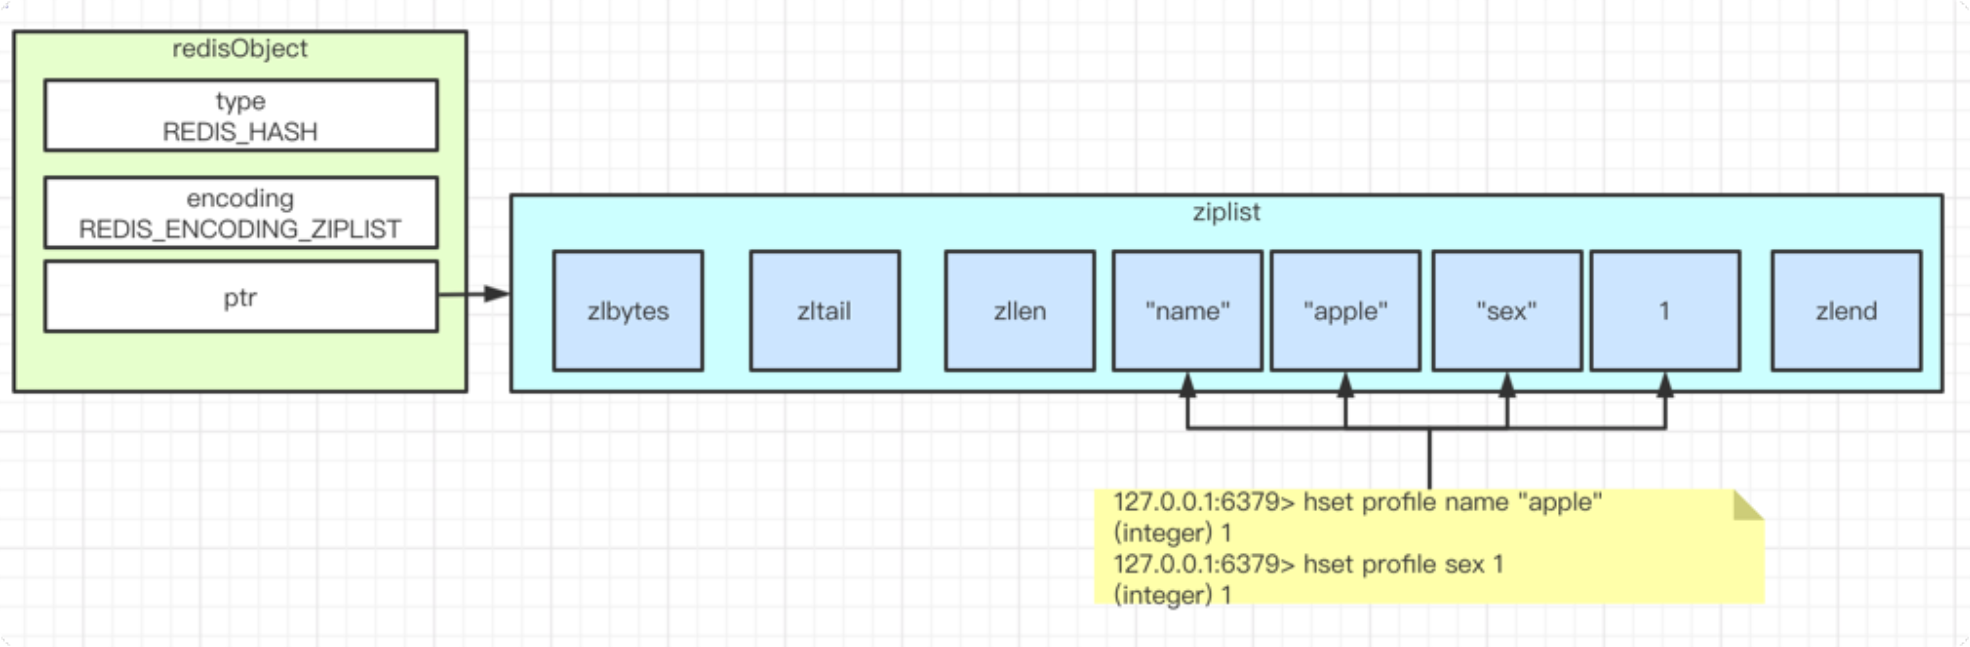 redisObject
type
REDIS_HASH
encoding
REDIS_ENCODING_ZIPLIST
ptr
ziplist
zlbytes
zltail
zllen
"name"
"apple"
"sex"
1
zlend
127.0.0.1:6379> hset profile name "apple"
(integer) 1
127.0.0.1:6379> hset profile sex 1
(integer) 1